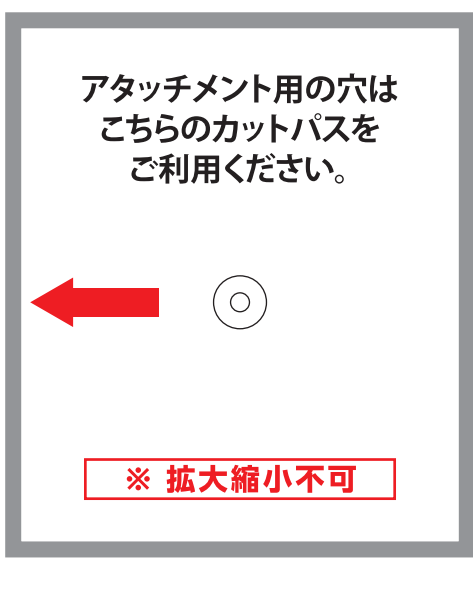 アタッチメント用の穴は
こちらのカットパスを
ご利用ください。
※ 拡大縮小不可